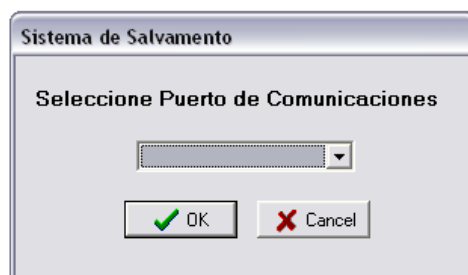 Sistema de Salvamento
Seleccione Puerto de Comunicaciones
OK
Cancel